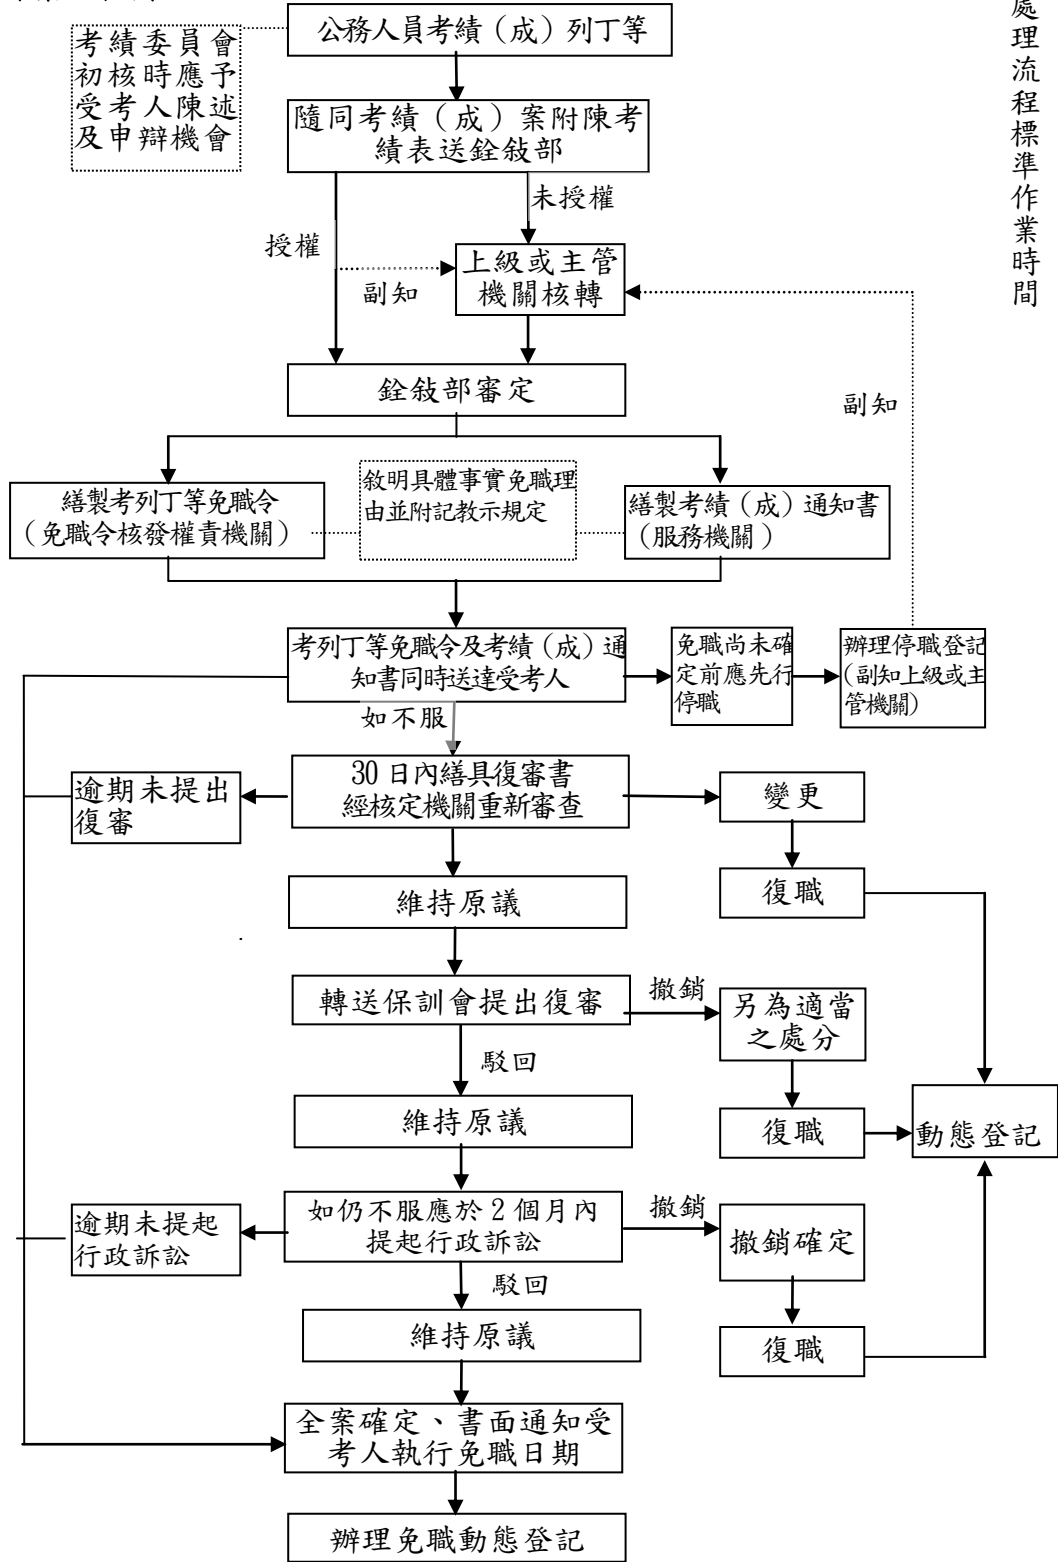 公務人員考績（成）列丁等
考績委員會
初核時應予
受考人陳述
及申辯機會
處理流程標準作業時間
隨同考績（成）案附陳考
績表送銓敍部
未授權
授權
副知
上級或主管
機關核轉
銓敍部審定
副知
繕製考列丁等免職令
（免職令核發權責機關）
敘明具體事實免職理
由並附記教示規定
繕製考績（成）通知書
（服務機關）
考列丁等免職令及考績（成）通
知書同時送達受考人
免職尚未確
定前應先行
停職
辦理停職登記
(副知上級或主
管機關)
如不服
逾期未提出
復審
30 日內繕具復審書
經核定機關重新審查
變更
復職
維持原議
轉送保訓會提出復審
撤銷
另為適當
之處分
駁回
維持原議
復職
動態登記
逾期未提起
行政訴訟
如仍不服應於 2 個月內
提起行政訴訟
撤銷
撤銷確定
駁回
維持原議
復職
全案確定、書面通知受
考人執行免職日期
辦理免職動態登記